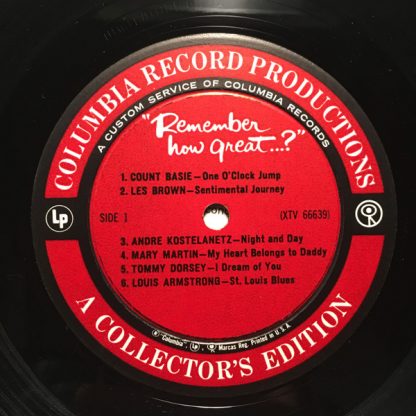 COLUMBIA RECORD PRODUCTIONS
A CUSTOM SERVICE OF COLUMBIA RECORDS
"Remember
how great...?"
1. COUNT BASIE—One O'Clock Jump
2. LES BROWN—Sentimental Journey
Lp
SIDE 1
(XTV 66639)
3. ANDRE KOSTELANETZ—Night and Day
4. MARY MARTIN—My Heart Belongs to Daddy
5. TOMMY DORSEY—I Dream of You
6. LOUIS ARMSTRONG—St. Louis Blues
® "Columbia", Lp, Marcas Reg. Printed in U.S.A.
A COLLECTOR'S EDITION